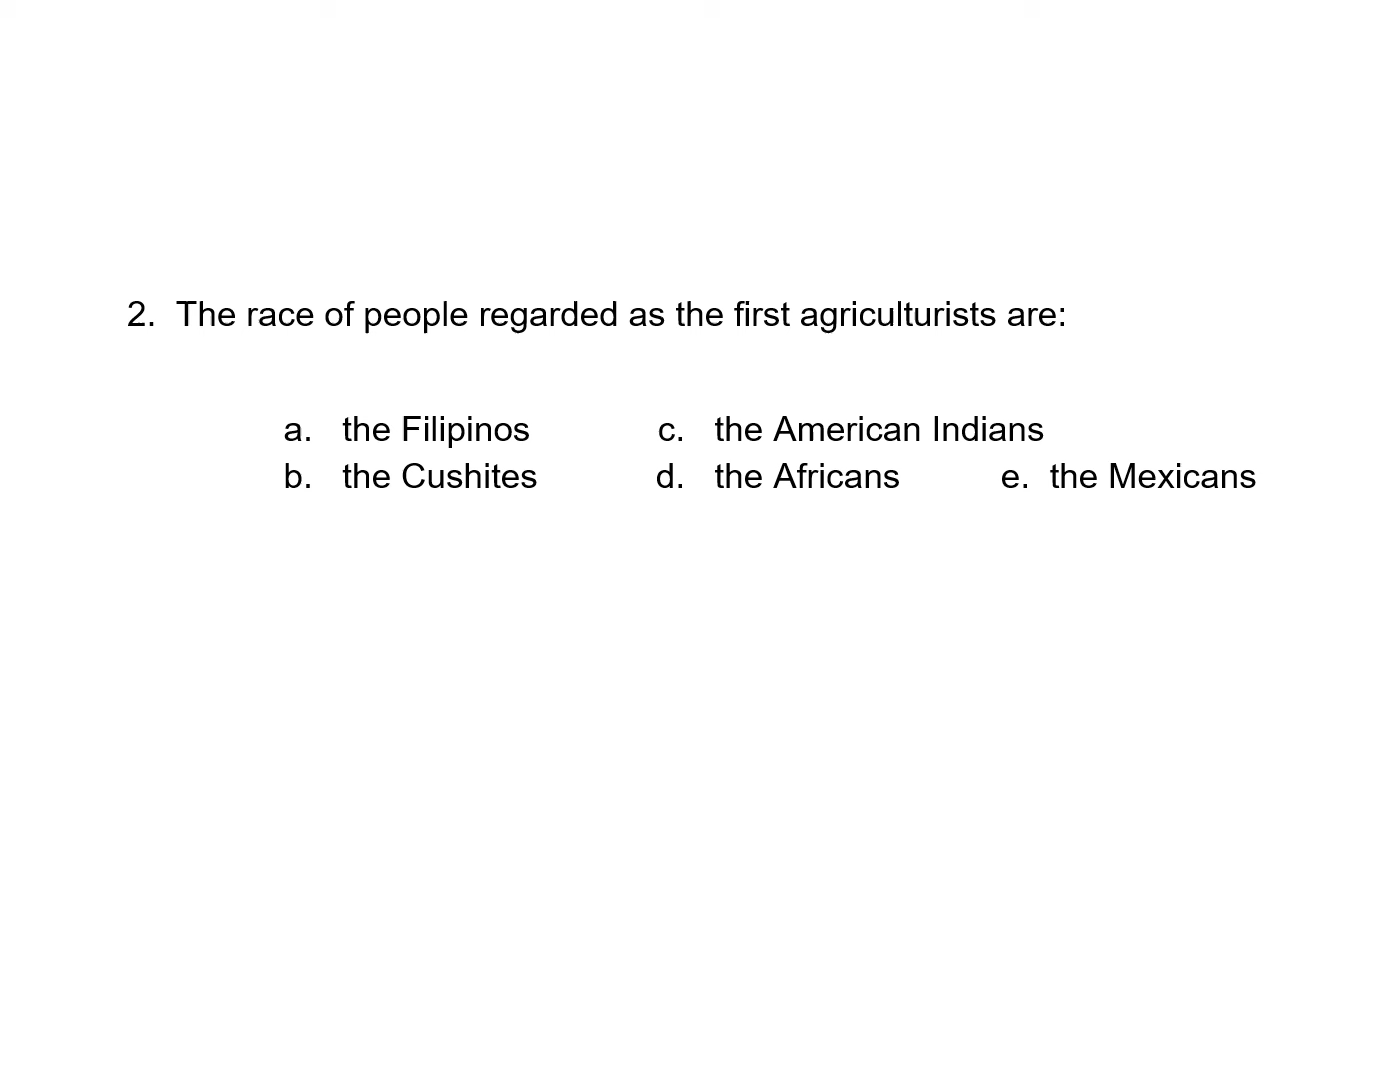 2. The race of people regarded as the first agriculturists are:
a. the Filipinos c. the American Indians
b. the Cushites d. the Africans e. the Mexicans